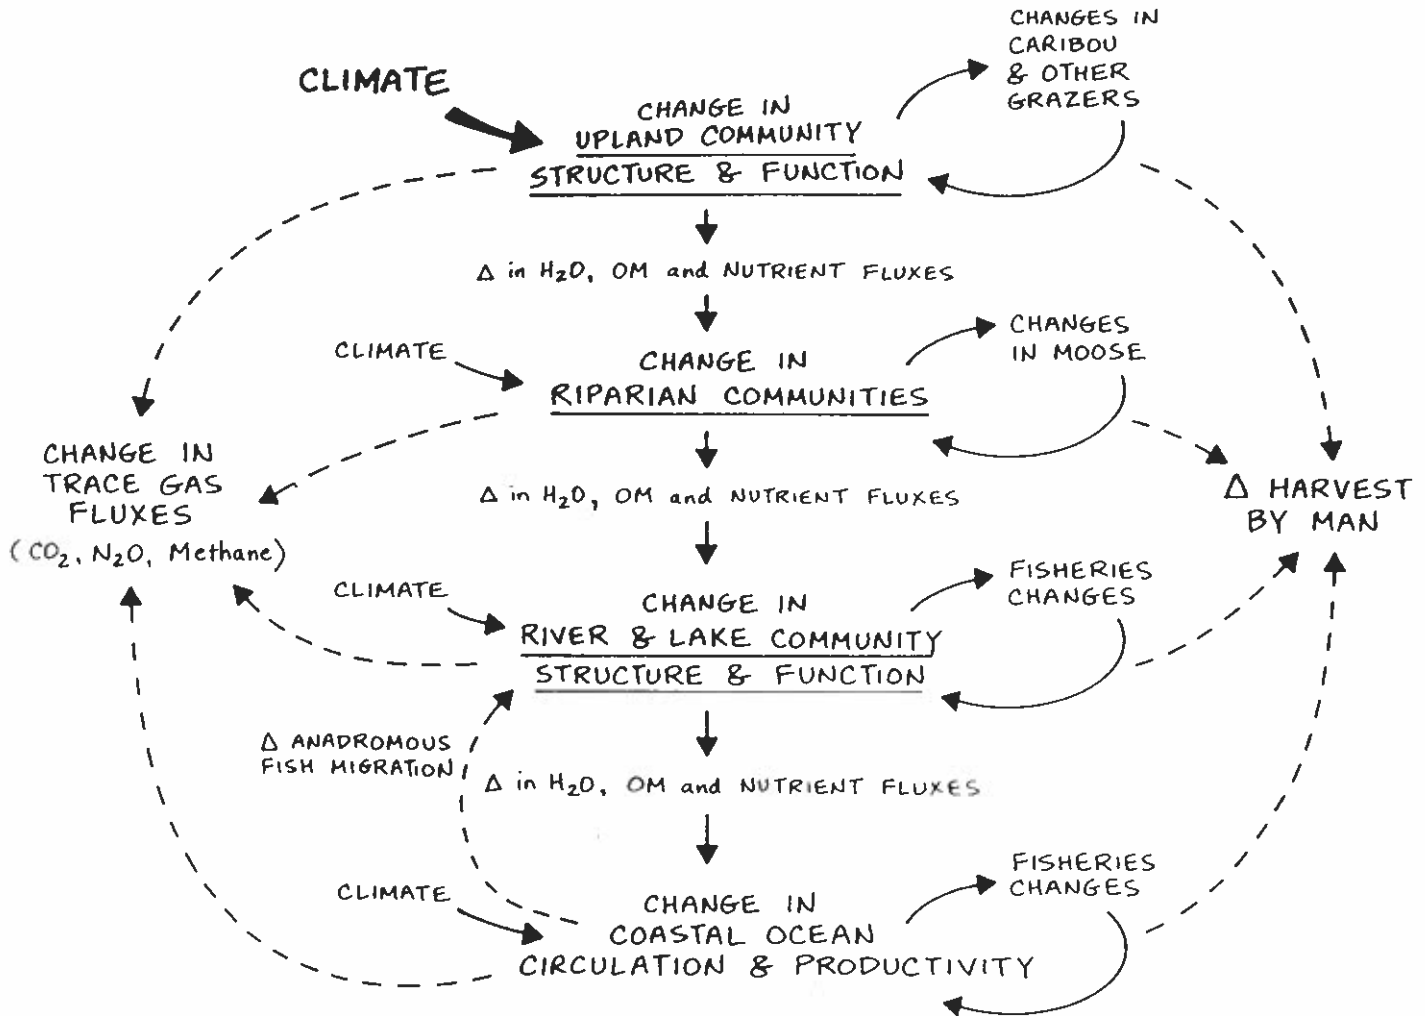 CLIMATE
CHANGE IN
UPLAND COMMUNITY
STRUCTURE & FUNCTION
CHANGES IN
CARIBOU
& OTHER
GRAZERS
Δ in H₂O, OM and NUTRIENT FLUXES
CLIMATE
CHANGE IN
RIPARIAN COMMUNITIES
CHANGES
IN MOOSE
CHANGE IN
TRACE GAS
FLUXES
(CO₂, N₂O, Methane)
Δ in H₂O, OM and NUTRIENT FLUXES
Δ HARVEST
BY MAN
CLIMATE
CHANGE IN
RIVER & LAKE COMMUNITY
STRUCTURE & FUNCTION
FISHERIES
CHANGES
Δ ANADROMOUS
FISH MIGRATION
Δ in H₂O, OM and NUTRIENT FLUXES
CLIMATE
CHANGE IN
COASTAL OCEAN
CIRCULATION & PRODUCTIVITY
FISHERIES
CHANGES